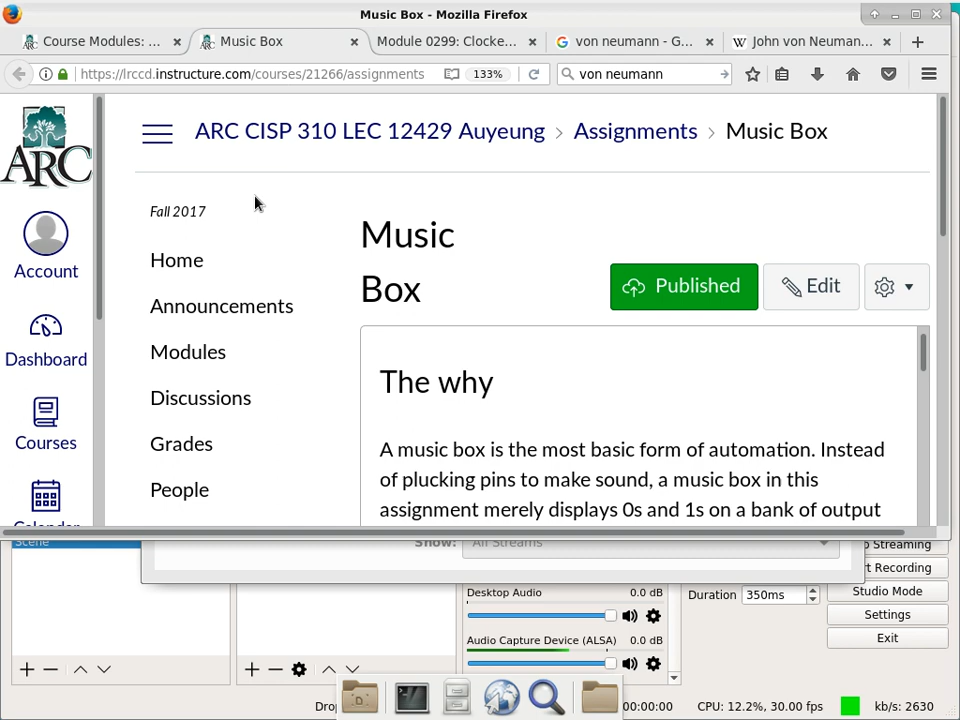 Music Box - Mozilla Firefox
Course Modules: ...
Music Box
Module 0299: Clocke...
von neumann - G...
John von Neuman...
https://lrccd.instructure.com/courses/21266/assignments
133%
von neumann
ARC
ARC CISP 310 LEC 12429 Auyeung › Assignments › Music Box
Fall 2017
Account
Dashboard
Courses
Calendar
Home
Announcements
Modules
Discussions
Grades
People
Music
Box
Published
Edit
The why
A music box is the most basic form of automation. Instead
of plucking pins to make sound, a music box in this
assignment merely displays 0s and 1s on a bank of output
Scene
Show:
All Streams
Streaming
rt Recording
Studio Mode
Settings
Exit
Desktop Audio 0.0 dB
Duration 350ms
Audio Capture Device (ALSA) 0.0 dB
Dro
00:00:00
CPU: 12.2%, 30.00 fps
kb/s: 2630